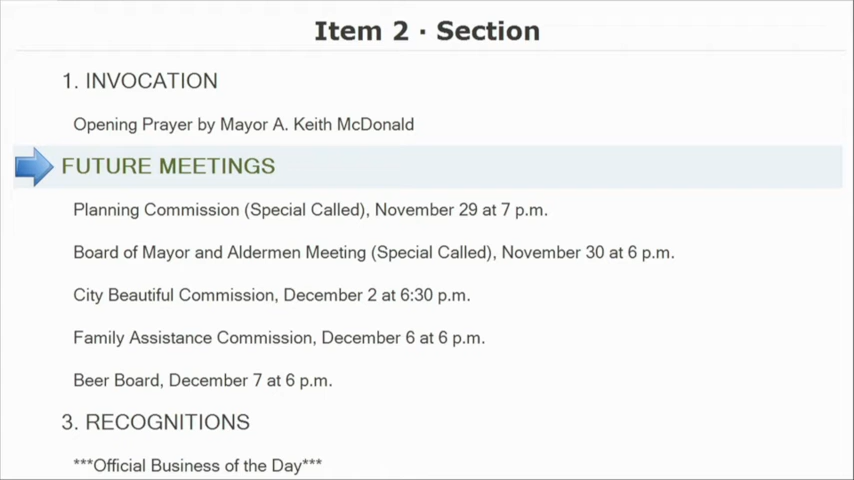 Item 2 · Section
1. INVOCATION
Opening Prayer by Mayor A. Keith McDonald
FUTURE MEETINGS
Planning Commission (Special Called), November 29 at 7 p.m.
Board of Mayor and Aldermen Meeting (Special Called), November 30 at 6 p.m.
City Beautiful Commission, December 2 at 6:30 p.m.
Family Assistance Commission, December 6 at 6 p.m.
Beer Board, December 7 at 6 p.m.
3. RECOGNITIONS
***Official Business of the Day***